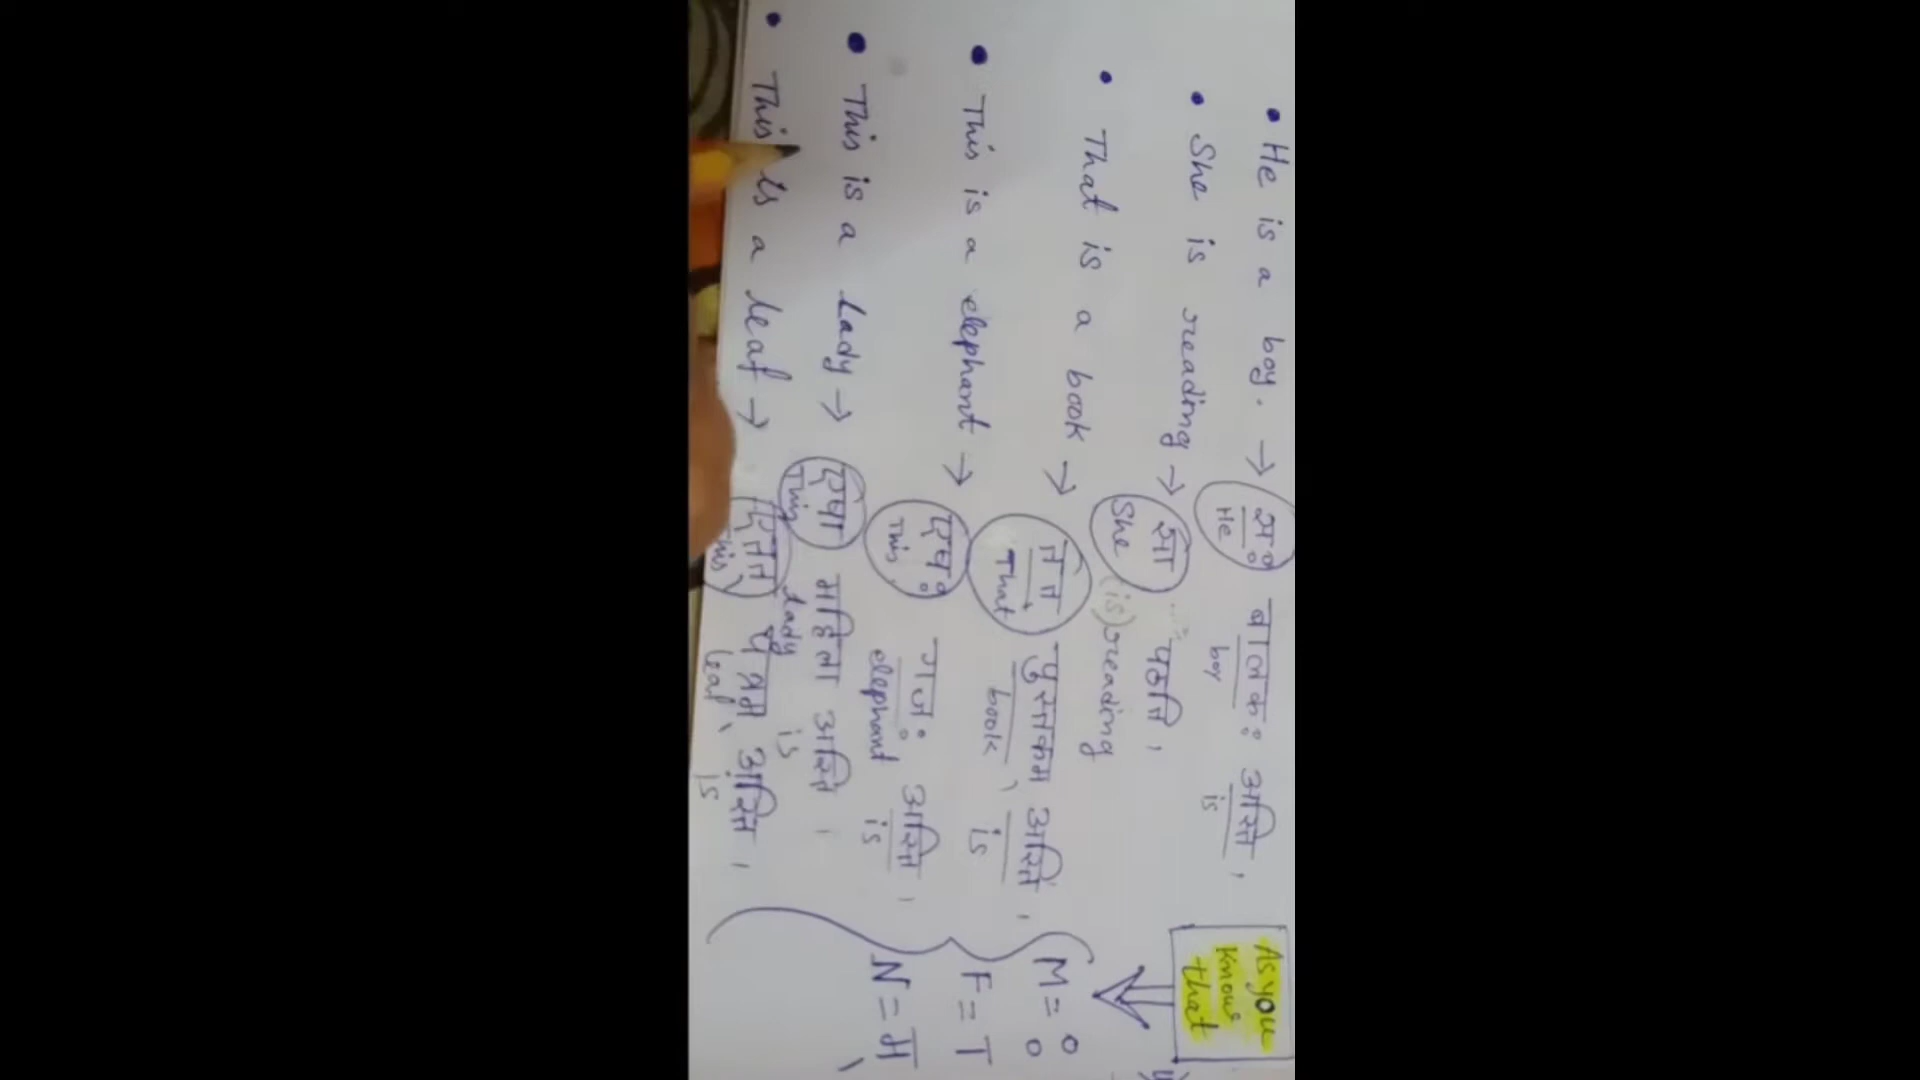 • He is a boy. → सः बालकः अस्ति ,
He boy is
• She is reading → सा पठति ,
She (is) reading
• That is a book → तत् पुस्तकम् अस्ति ,
That book is
• This is a elephant → एषः गजः अस्ति ,
This elephant is
• This is a Lady → एषा महिला अस्ति ,
This Lady is
• This is a leaf → एतत पत्रम् अस्ति ,
this leaf is
As you
know
that
M = ः
F = ा
N = म्